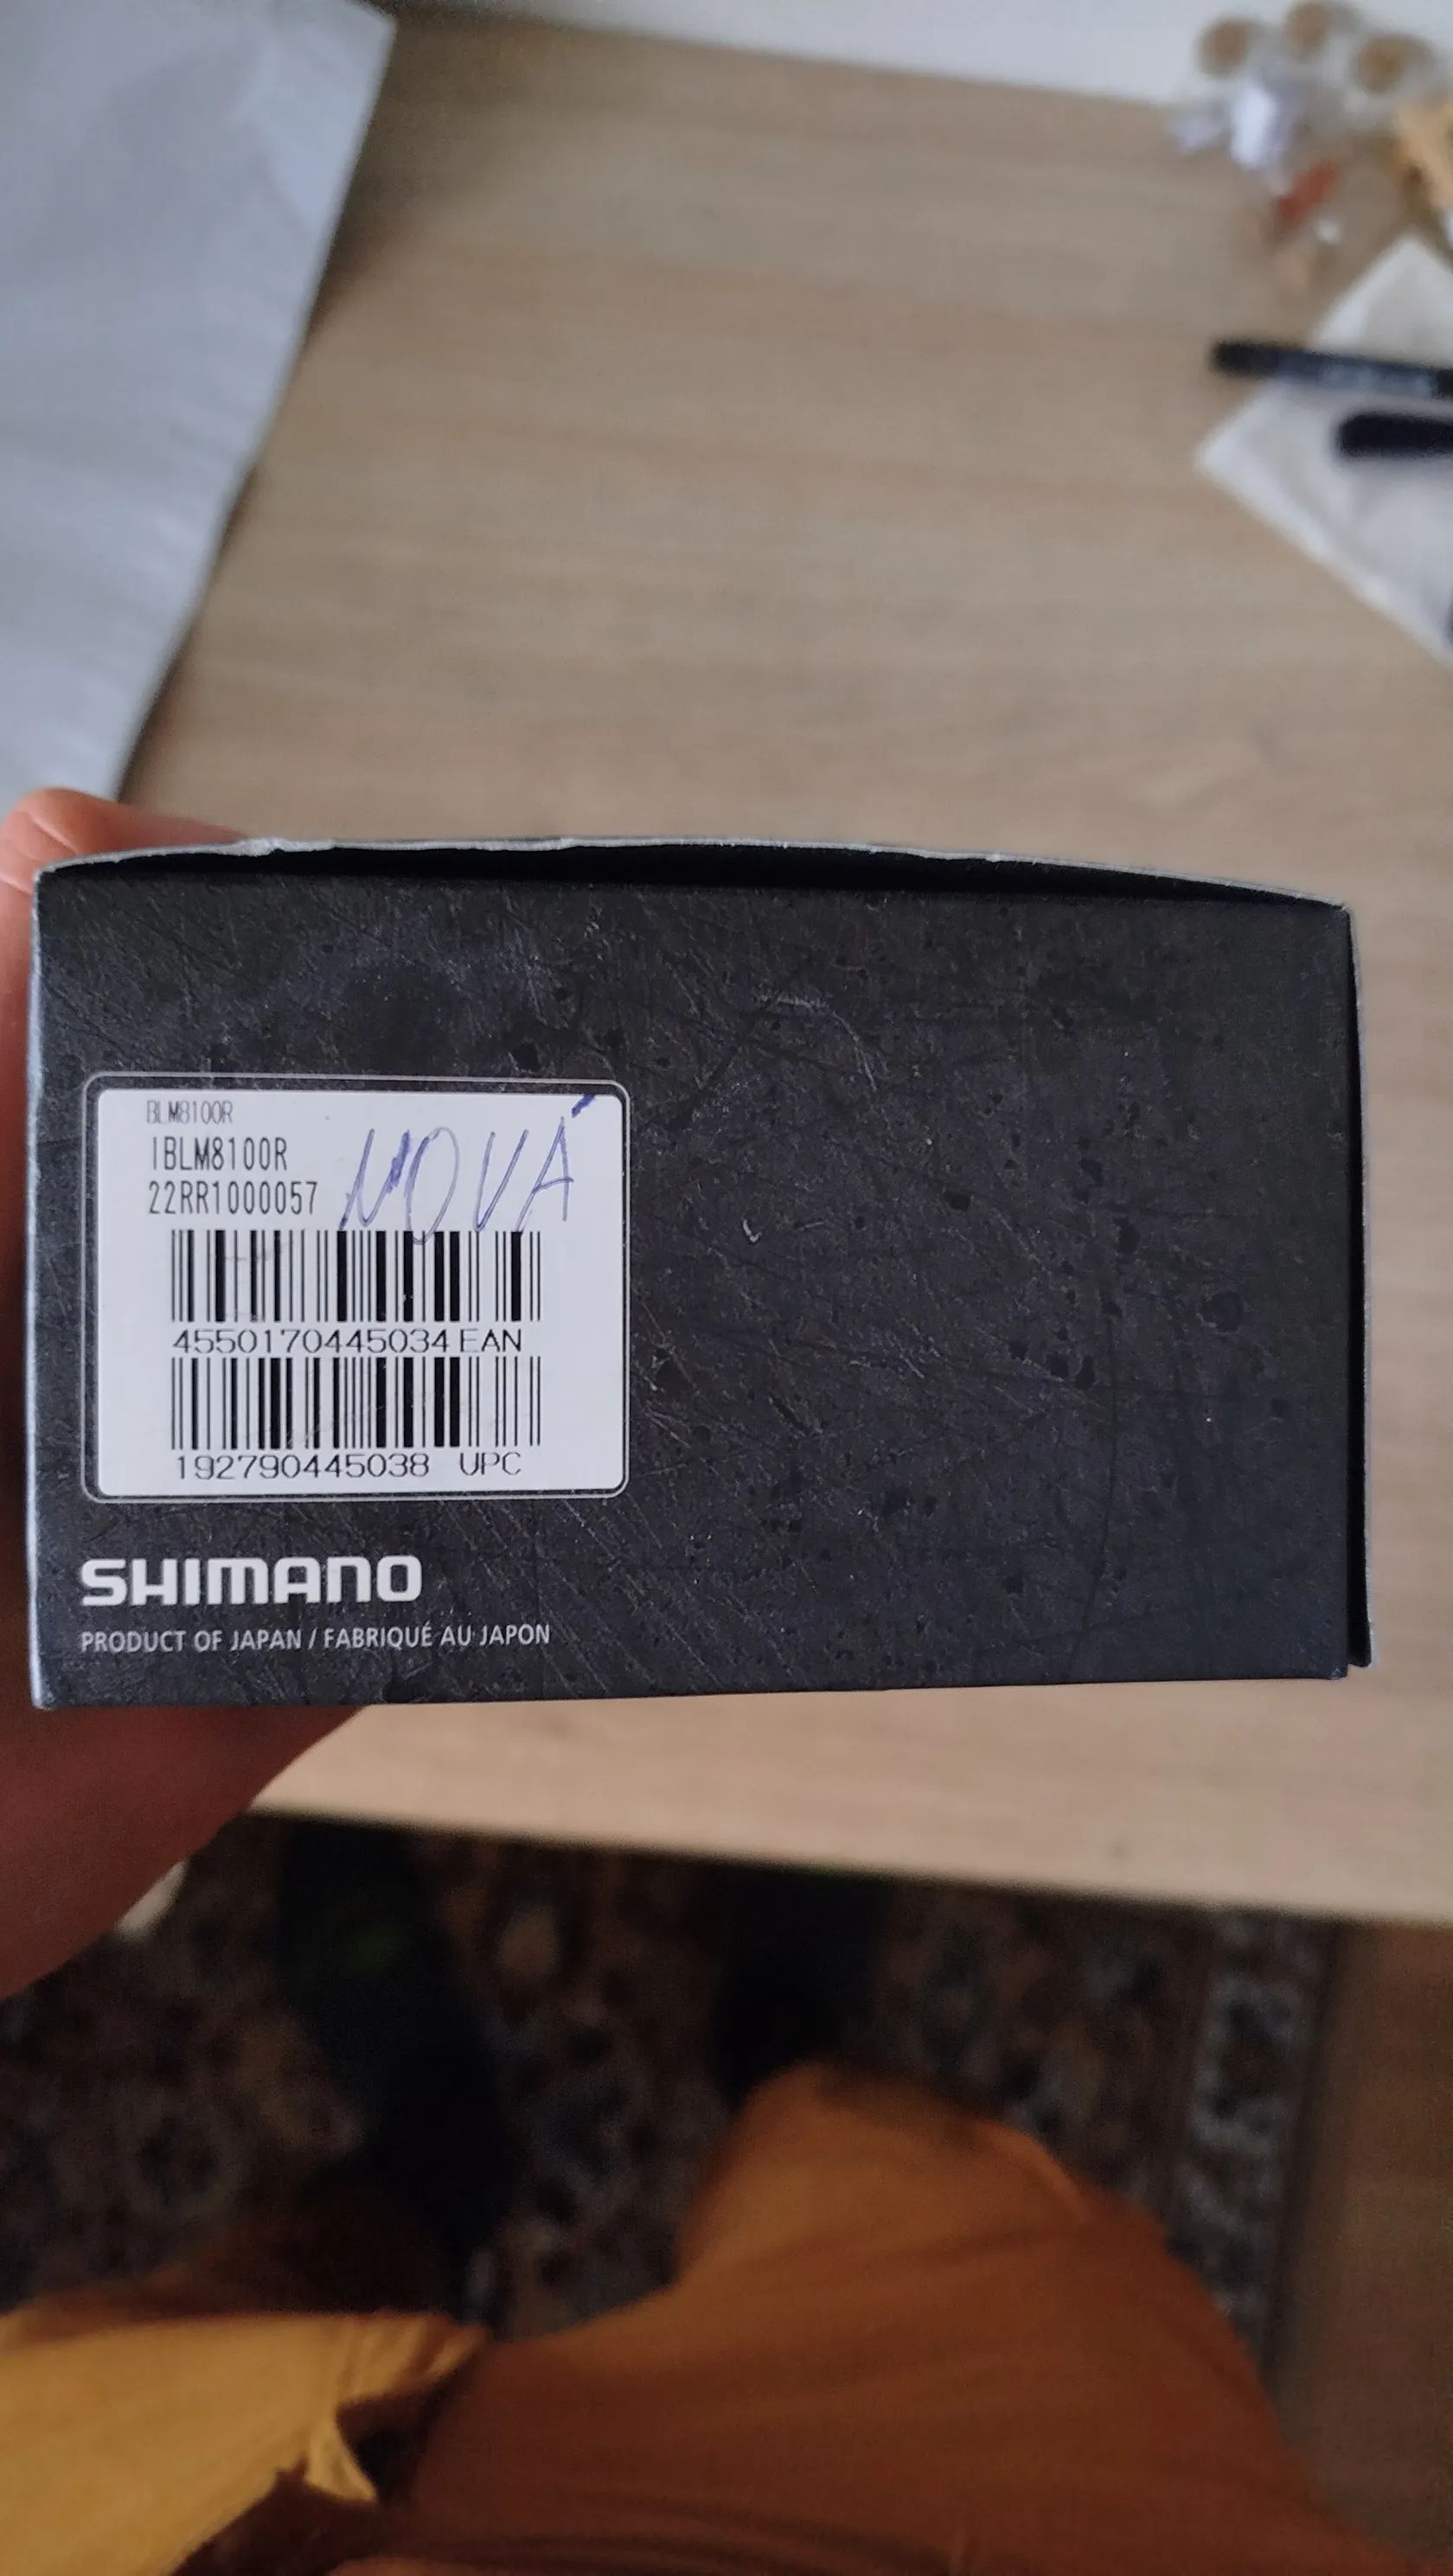 BLM8100R
IBLM8100R
22RR1000057
NOVÁ
4550170445034 EAN
192790445038 UPC
SHIMANO
PRODUCT OF JAPAN / FABRIQUÉ AU JAPON